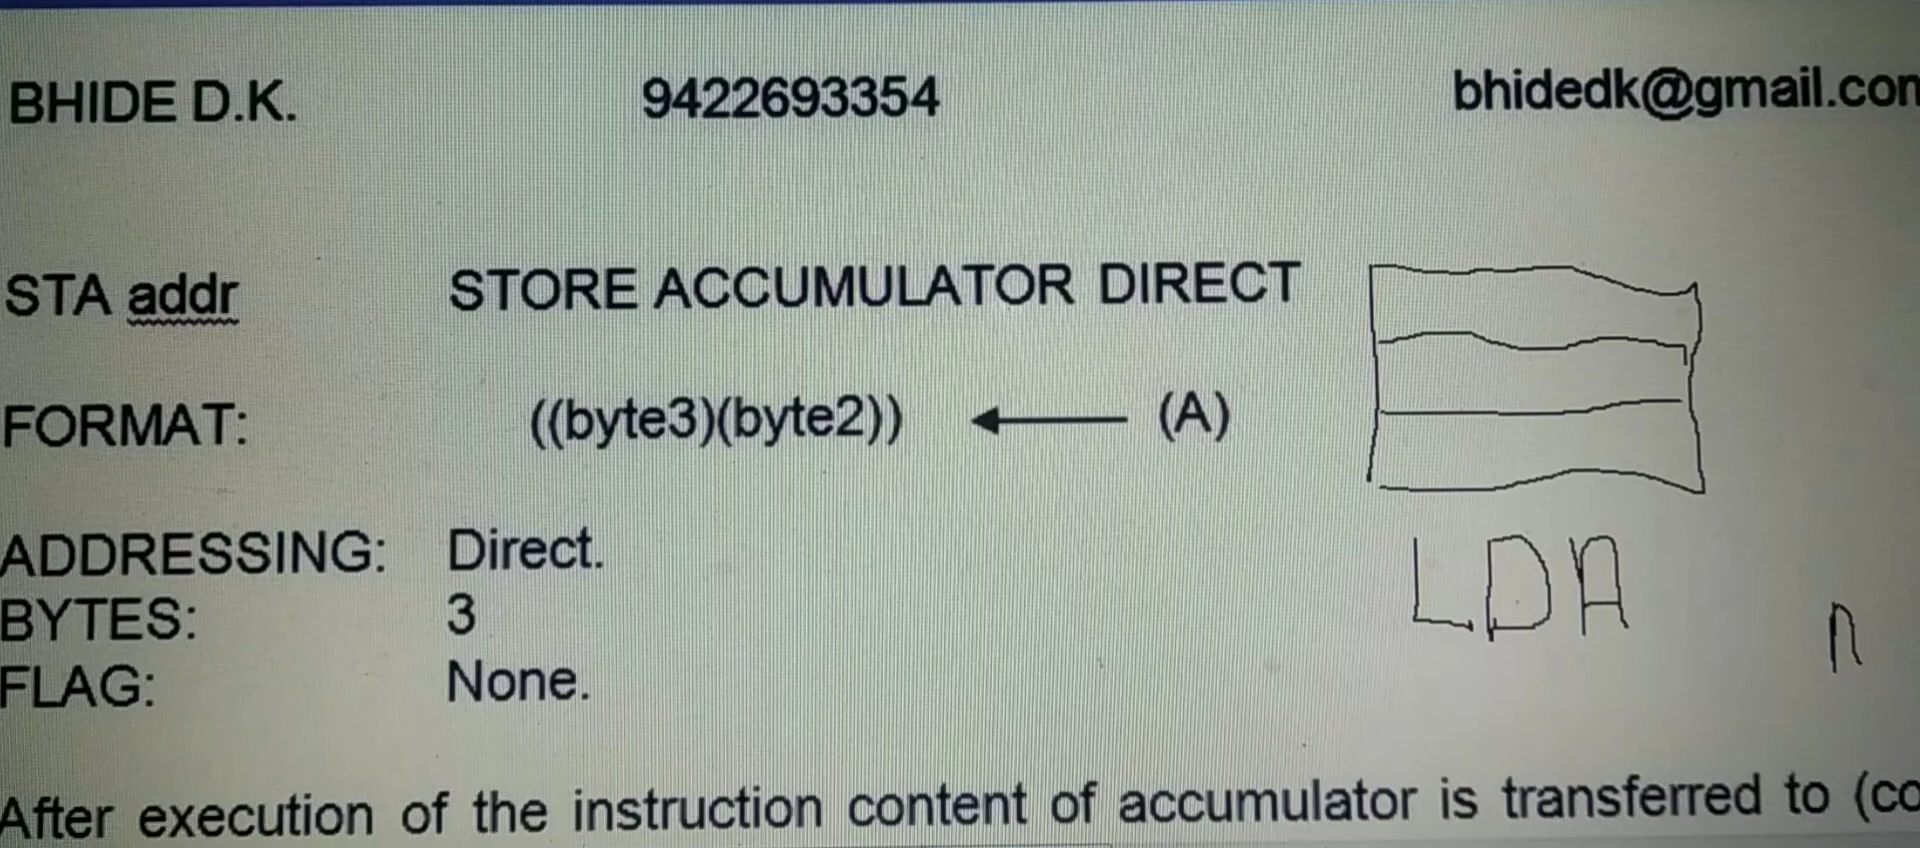 BHIDE D.K. 9422693354 bhidedk@gmail.com
STA addr STORE ACCUMULATOR DIRECT
FORMAT: ((byte3)(byte2)) ← (A)
ADDRESSING: Direct.
BYTES: 3
LDA
n
FLAG: None.
After execution of the instruction content of accumulator is transferred to (co